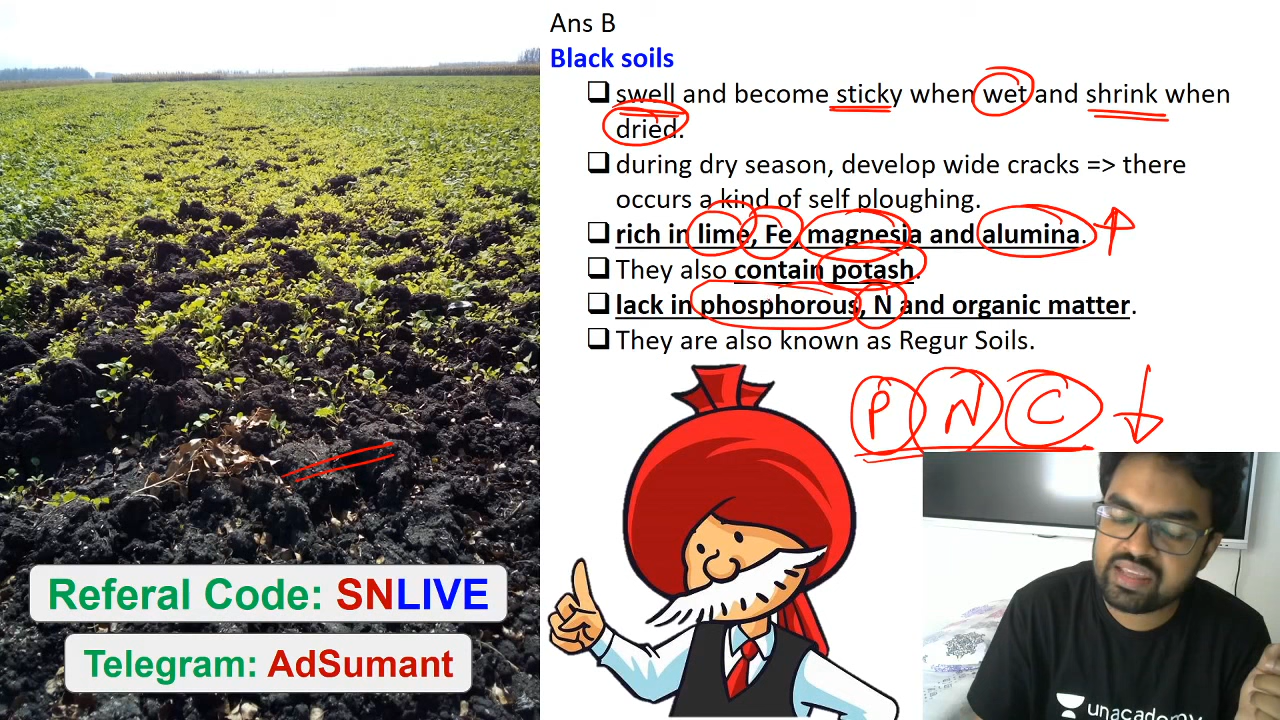 Ans B
Black soils
❑ swell and become sticky when wet and shrink when
dried.
❑ during dry season, develop wide cracks => there
occurs a kind of self ploughing.
❑ rich in lime, Fe, magnesia and alumina.
❑ They also contain potash.
❑ lack in phosphorous, N and organic matter.
❑ They are also known as Regur Soils.
P N C
Referal Code: SNLIVE
Telegram: AdSumant
unacademy